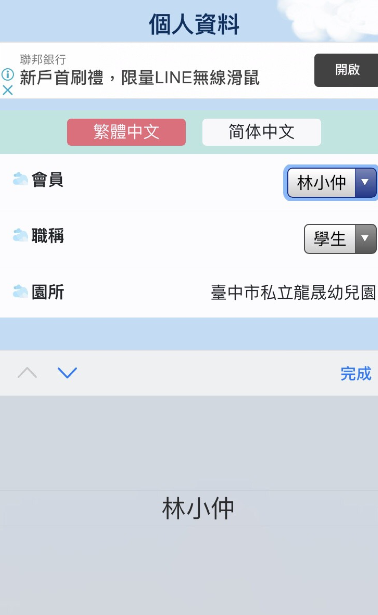 個人資料
聯邦銀行
新戶首刷禮，限量LINE無線滑鼠
開啟
繁體中文
简体中文
會員
林小仲
職稱
學生
園所
臺中市私立龍晟幼兒園
完成
林小仲